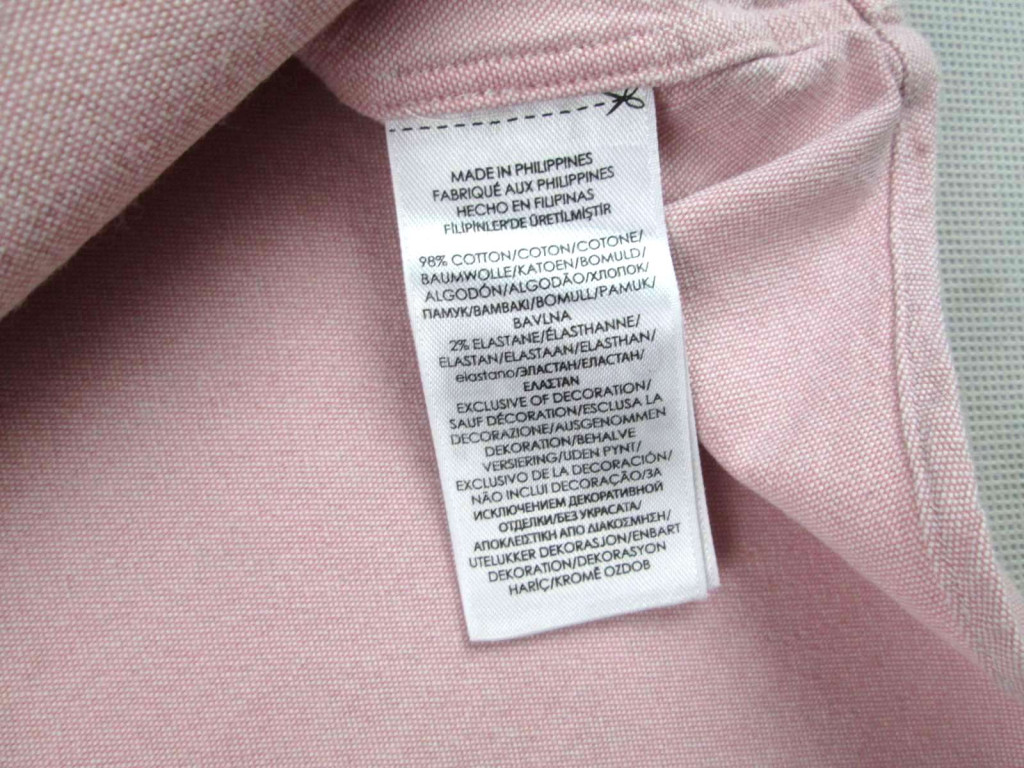 MADE IN PHILIPPINES
FABRIQUÉ AUX PHILIPPINES
HECHO EN FILIPINAS
FİLİPİNLER'DE ÜRETİLMİŞTİR
98% COTTON/COTON/COTONE/
BAUMWOLLE/KATOEN/BOMULD/
ALGODÓN/ALGODÃO/ХЛОПОК/
ПАМУК/ΒΑΜΒΑΚΙ/BOMULL/PAMUK/
BAVLNA
2% ELASTANE/ÉLASTHANNE/
ELASTAN/ELASTAAN/ELASTHAN/
elastano/ЭЛАСТАН/ЕЛАСТАН/
ΕΛΑΣΤΑΝ
EXCLUSIVE OF DECORATION/
SAUF DÉCORATION/ESCLUSA LA
DECORAZIONE/AUSGENOMMEN
DEKORATION/BEHALVE
VERSIERING/UDEN PYNT/
EXCLUSIVO DE LA DECORACIÓN/
NÃO INCLUI DECORAÇÃO/ЗА
ИСКЛЮЧЕНИЕМ ДЕКОРАТИВНОЙ
ОТДЕЛКИ/БЕЗ УКРАСАТА/
ΑΠΟΚΛΕΙΣΤΙΚΗ ΑΠΟ ΔΙΑΚΟΣΜΗΣΗ/
UTELUKKER DEKORASJON/ENBART
DEKORATION/DEKORASYON
HARİÇ/KROMĚ OZDOB